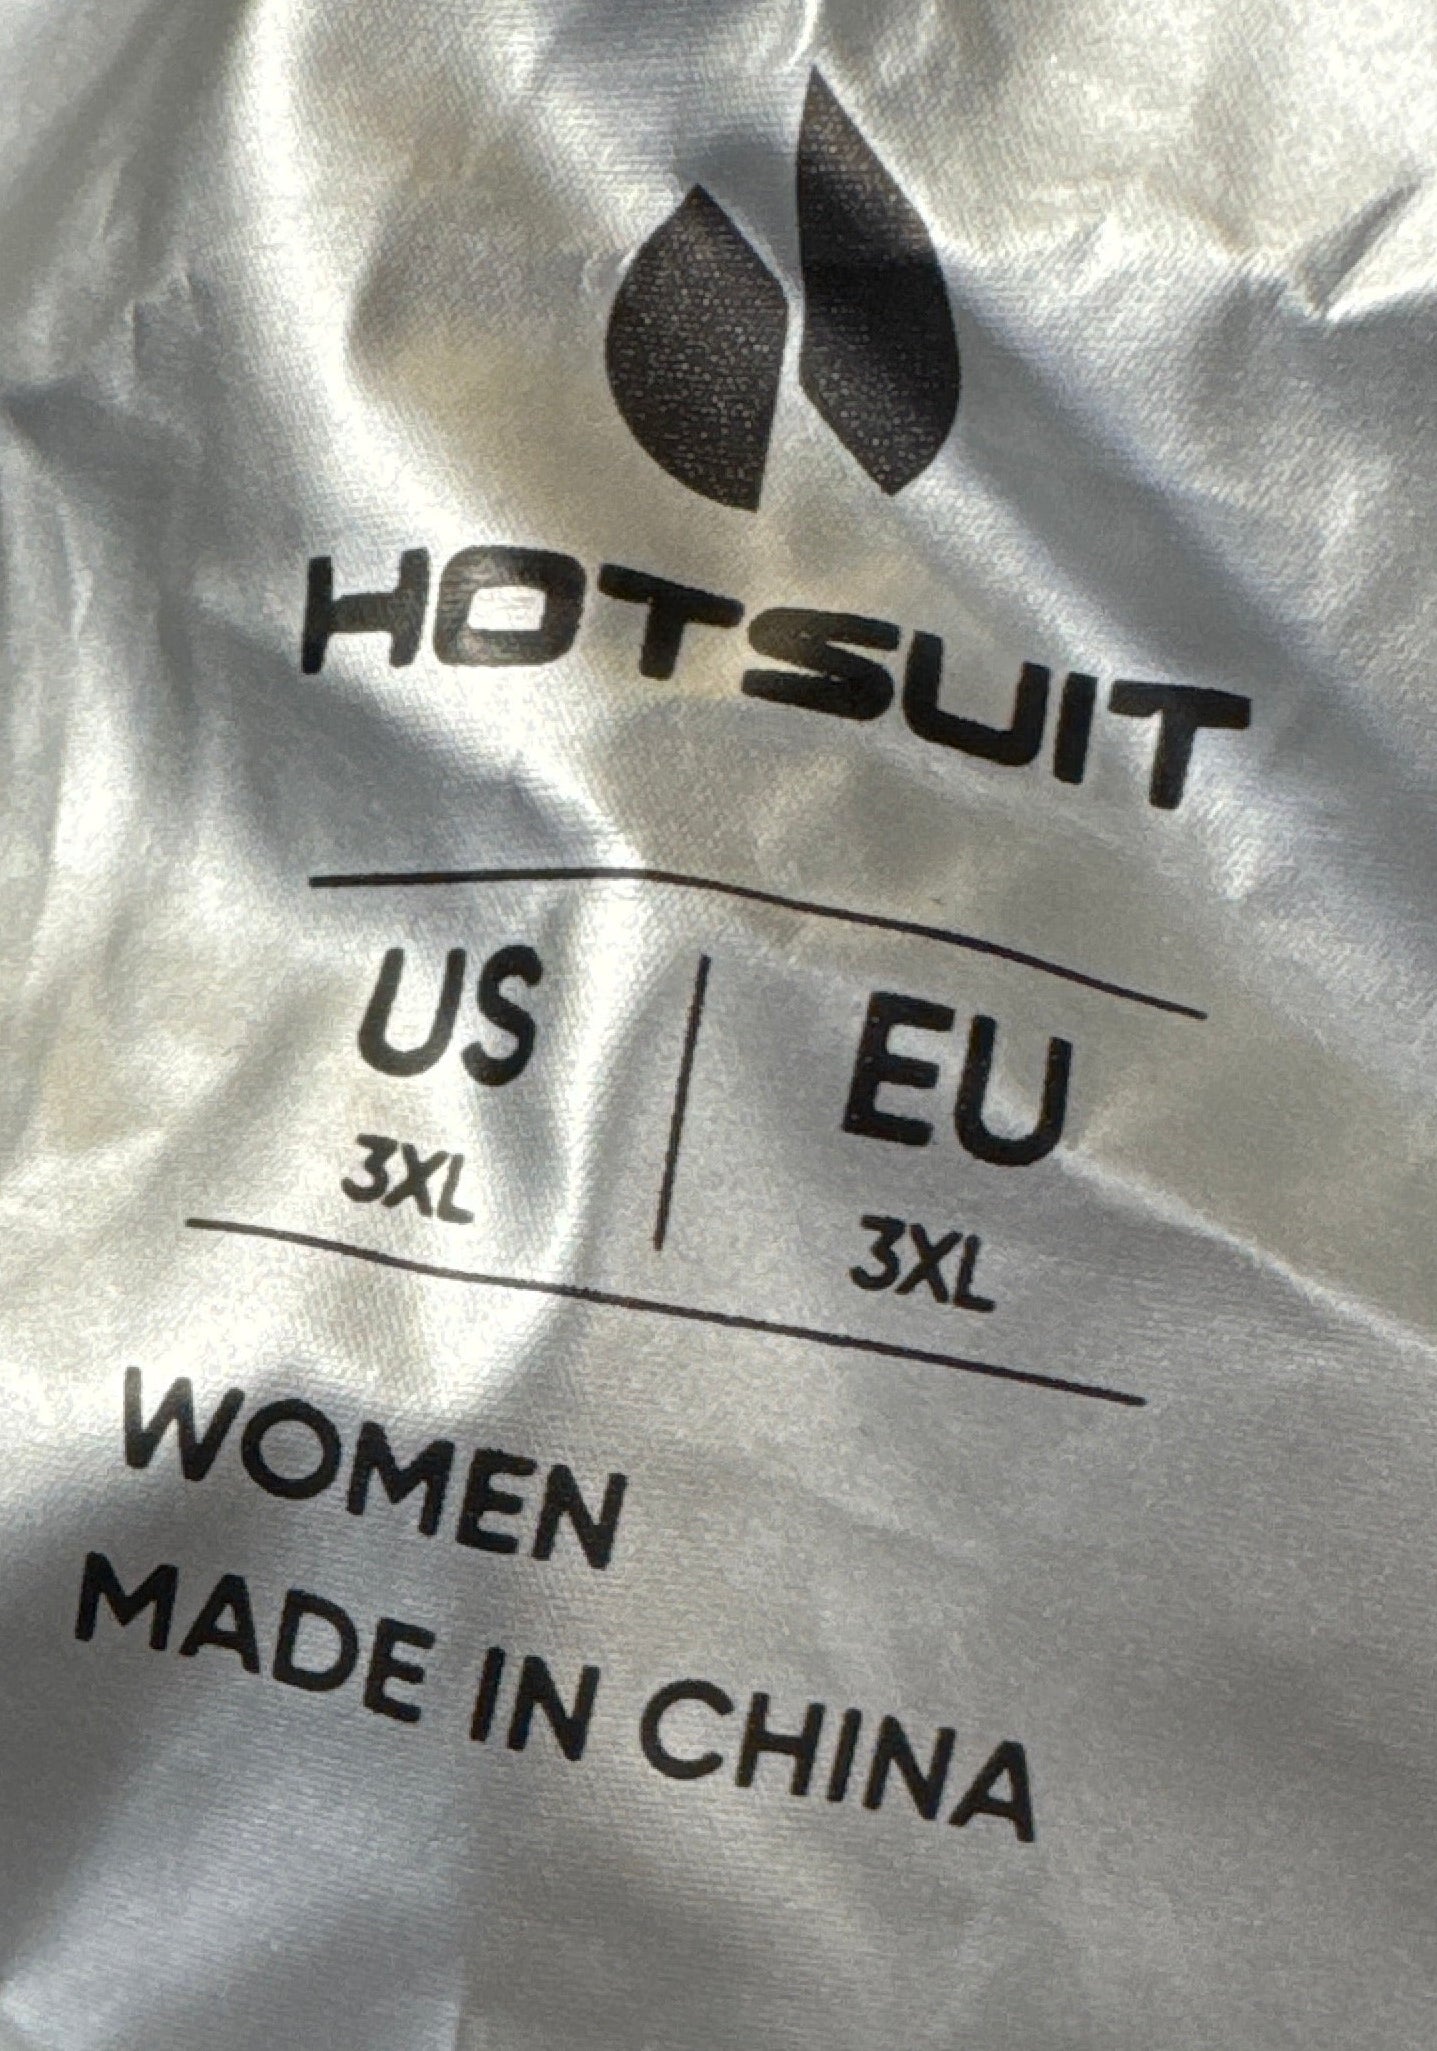 HOTSUIT
US EU
3XL 3XL
WOMEN
MADE IN CHINA